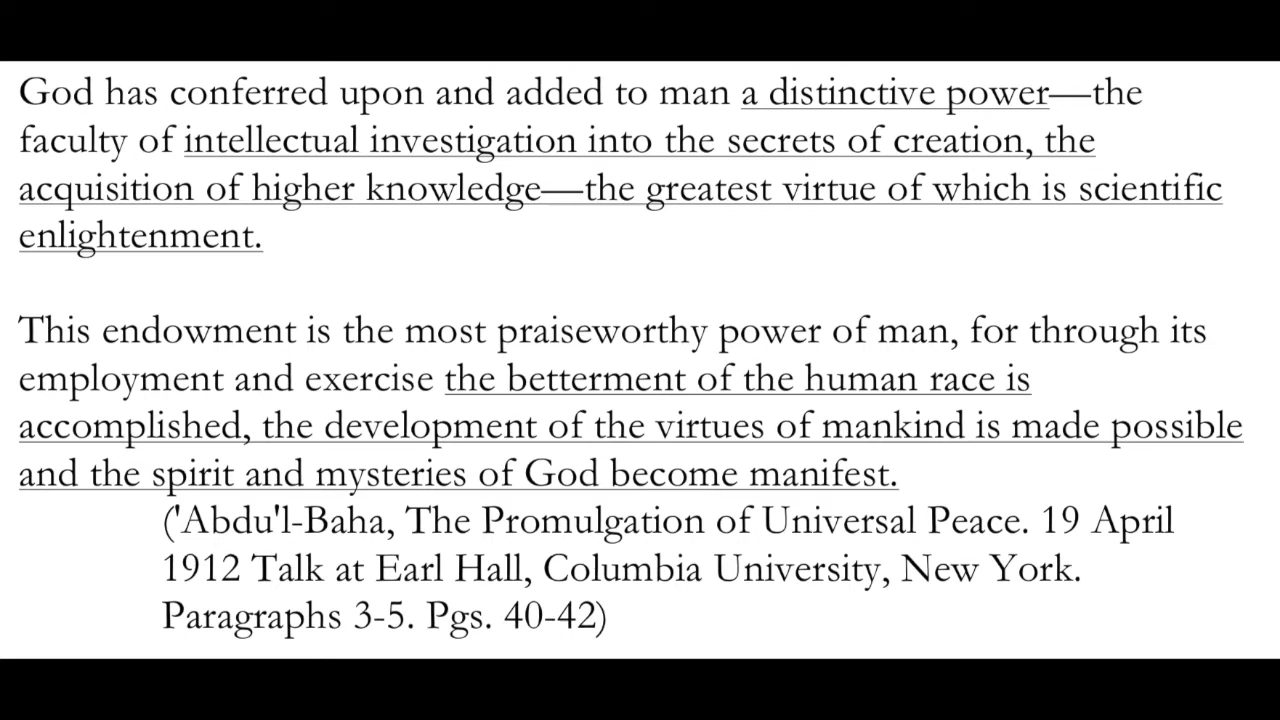 God has conferred upon and added to man a distinctive power—the
faculty of intellectual investigation into the secrets of creation, the
acquisition of higher knowledge—the greatest virtue of which is scientific
enlightenment.
This endowment is the most praiseworthy power of man, for through its
employment and exercise the betterment of the human race is
accomplished, the development of the virtues of mankind is made possible
and the spirit and mysteries of God become manifest.
('Abdu'l-Baha, The Promulgation of Universal Peace. 19 April
1912 Talk at Earl Hall, Columbia University, New York.
Paragraphs 3-5. Pgs. 40-42)